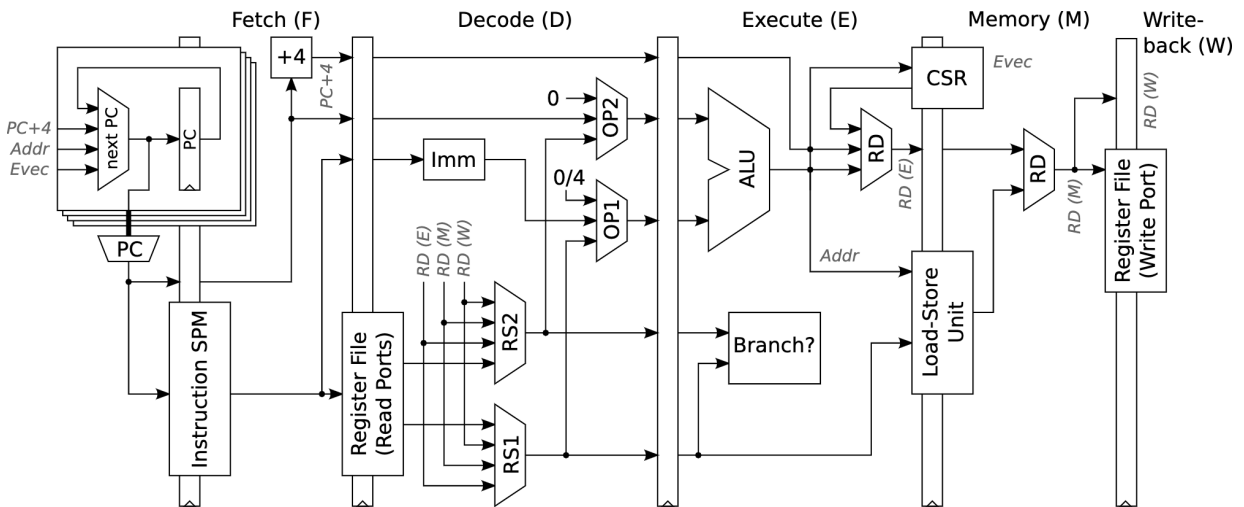 Fetch (F)
Decode (D)
Execute (E)
Memory (M)
Write-
back (W)
+4
PC+4
next PC
PC
PC+4
Addr
Evec
PC
Instruction SPM
Register File
(Read Ports)
Imm
0
OP2
0/4
OP1
RD (E)
RD (M)
RD (W)
RS2
RS1
ALU
Branch?
RD
RD (E)
Addr
CSR
Evec
Load-Store
Unit
RD
RD (M)
RD (W)
Register File
(Write Port)